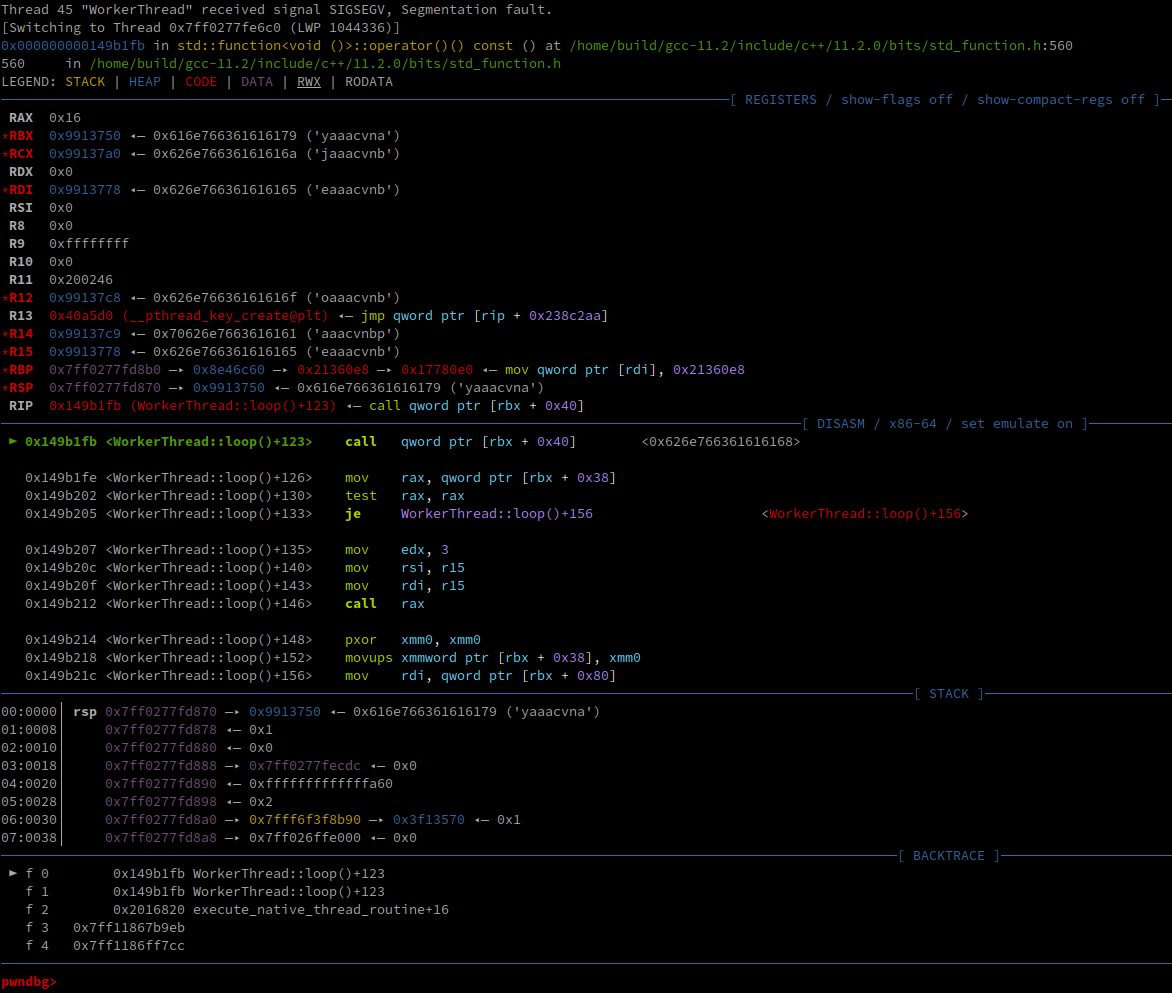 Thread 45 "WorkerThread" received signal SIGSEGV, Segmentation fault.
[Switching to Thread 0x7ff0277fe6c0 (LWP 1044336)]
0x000000000149b1fb in std::function<void ()>::operator()() const () at /home/build/gcc-11.2/include/c++/11.2.0/bits/std_function.h:560
560     in /home/build/gcc-11.2/include/c++/11.2.0/bits/std_function.h
LEGEND: STACK | HEAP | CODE | DATA | RWX | RODATA
[ REGISTERS / show-flags off / show-compact-regs off ]
 RAX  0x16
*RBX  0x9913750 ◂— 0x616e766361616179 ('yaaacvna')
*RCX  0x99137a0 ◂— 0x626e76636161616a ('jaaacvnb')
 RDX  0x0
*RDI  0x9913778 ◂— 0x626e766361616165 ('eaaacvnb')
 RSI  0x0
 R8   0x0
 R9   0xffffffff
 R10  0x0
 R11  0x200246
*R12  0x99137c8 ◂— 0x626e76636161616f ('oaaacvnb')
 R13  0x40a5d0 (__pthread_key_create@plt) ◂— jmp qword ptr [rip + 0x238c2aa]
*R14  0x99137c9 ◂— 0x70626e7663616161 ('aaacvnbp')
*R15  0x9913778 ◂— 0x626e766361616165 ('eaaacvnb')
*RBP  0x7ff0277fd8b0 —▸ 0x8e46c60 —▸ 0x21360e8 —▸ 0x17780e0 ◂— mov qword ptr [rdi], 0x21360e8
*RSP  0x7ff0277fd870 —▸ 0x9913750 ◂— 0x616e766361616179 ('yaaacvna')
 RIP  0x149b1fb (WorkerThread::loop()+123) ◂— call qword ptr [rbx + 0x40]
[ DISASM / x86-64 / set emulate on ]
 ► 0x149b1fb <WorkerThread::loop()+123>    call   qword ptr [rbx + 0x40]        <0x626e766361616168>
   0x149b1fe <WorkerThread::loop()+126>    mov    rax, qword ptr [rbx + 0x38]
   0x149b202 <WorkerThread::loop()+130>    test   rax, rax
   0x149b205 <WorkerThread::loop()+133>    je     WorkerThread::loop()+156                     <WorkerThread::loop()+156>
   0x149b207 <WorkerThread::loop()+135>    mov    edx, 3
   0x149b20c <WorkerThread::loop()+140>    mov    rsi, r15
   0x149b20f <WorkerThread::loop()+143>    mov    rdi, r15
   0x149b212 <WorkerThread::loop()+146>    call   rax
   0x149b214 <WorkerThread::loop()+148>    pxor   xmm0, xmm0
   0x149b218 <WorkerThread::loop()+152>    movups xmmword ptr [rbx + 0x38], xmm0
   0x149b21c <WorkerThread::loop()+156>    mov    rdi, qword ptr [rbx + 0x80]
[ STACK ]
00:0000│ rsp 0x7ff0277fd870 —▸ 0x9913750 ◂— 0x616e766361616179 ('yaaacvna')
01:0008│     0x7ff0277fd878 ◂— 0x1
02:0010│     0x7ff0277fd880 ◂— 0x0
03:0018│     0x7ff0277fd888 —▸ 0x7ff0277fecdc ◂— 0x0
04:0020│     0x7ff0277fd890 ◂— 0xfffffffffffffa60
05:0028│     0x7ff0277fd898 ◂— 0x2
06:0030│     0x7ff0277fd8a0 —▸ 0x7fff6f3f8b90 —▸ 0x3f13570 ◂— 0x1
07:0038│     0x7ff0277fd8a8 —▸ 0x7ff026ffe000 ◂— 0x0
[ BACKTRACE ]
 ► f 0        0x149b1fb WorkerThread::loop()+123
   f 1        0x149b1fb WorkerThread::loop()+123
   f 2        0x2016820 execute_native_thread_routine+16
   f 3   0x7ff11867b9eb
   f 4   0x7ff1186ff7cc
pwndbg>